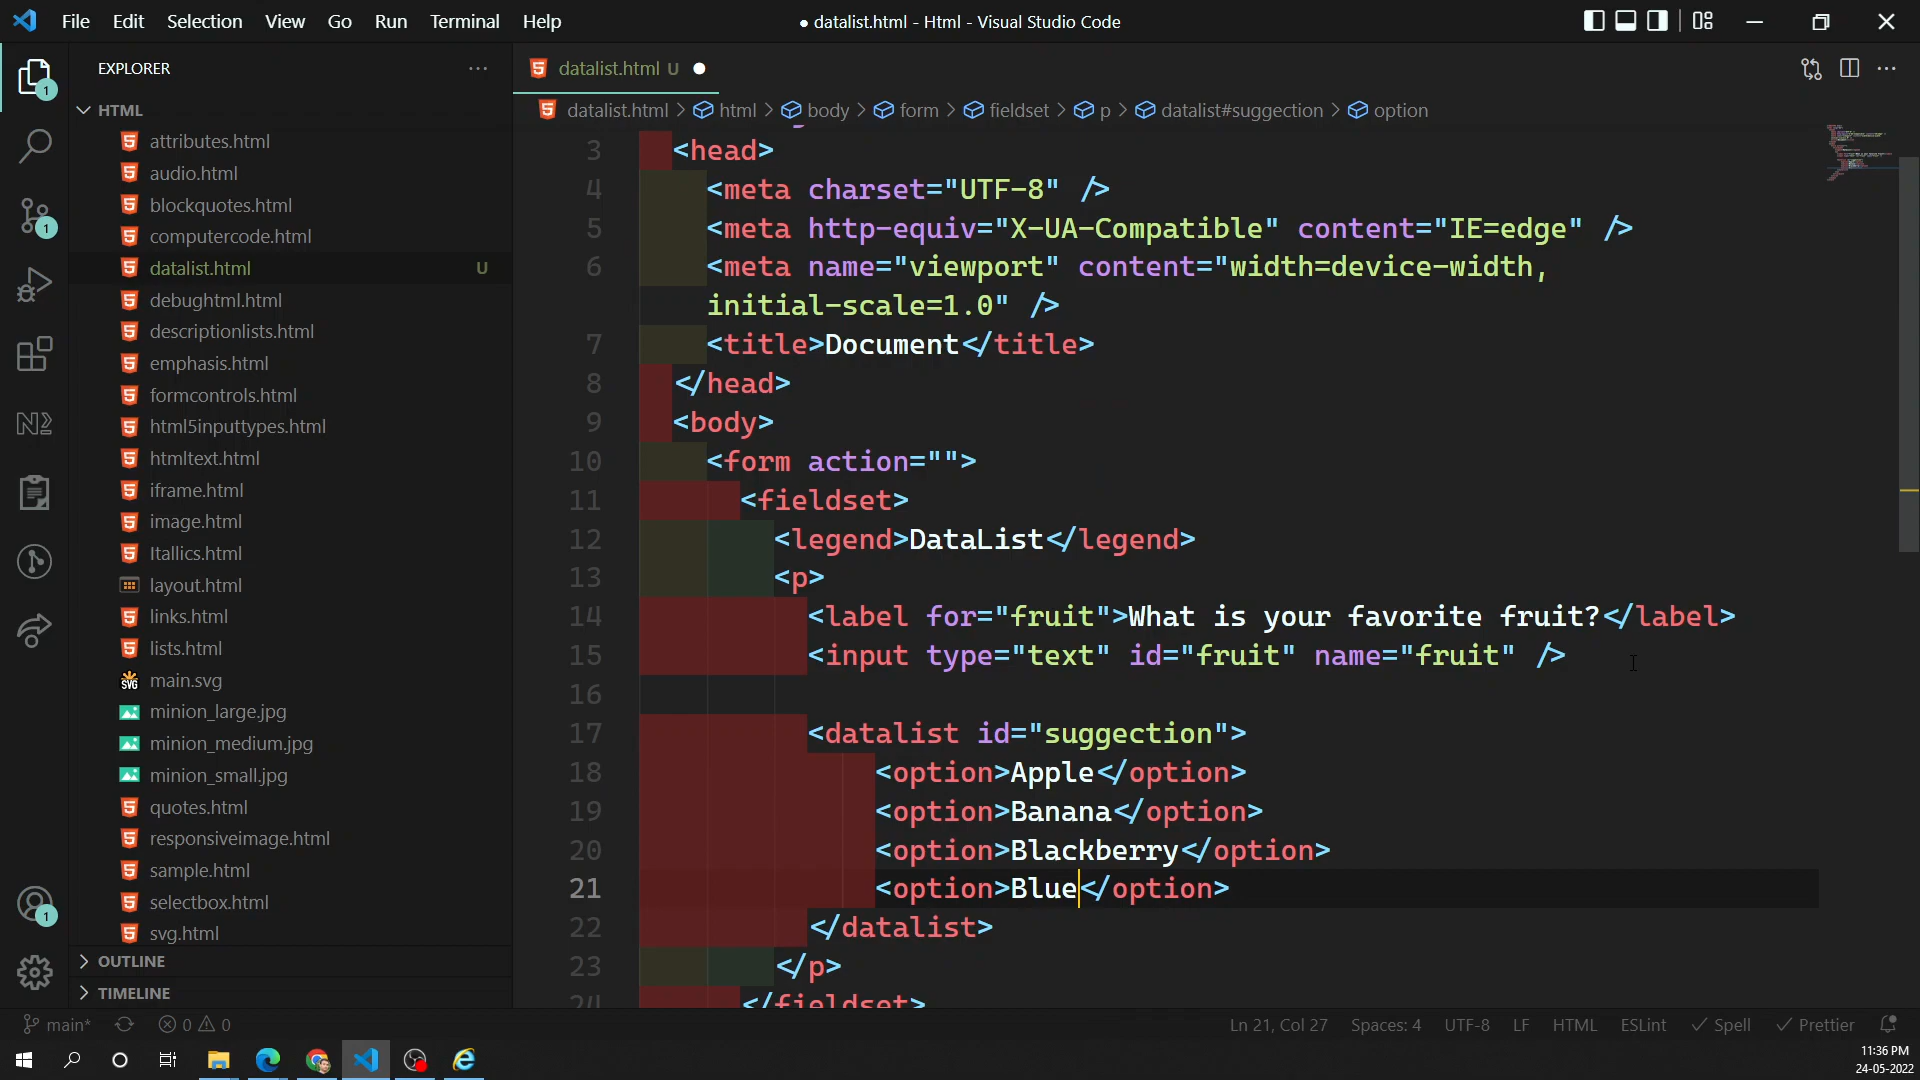 File Edit Selection View Go Run Terminal Help
● datalist.html - Html - Visual Studio Code
EXPLORER
HTML
attributes.html
audio.html
blockquotes.html
computercode.html
datalist.html U
debughtml.html
descriptionlists.html
emphasis.html
formcontrols.html
html5inputtypes.html
htmltext.html
iframe.html
image.html
Itallics.html
layout.html
links.html
lists.html
main.svg
minion_large.jpg
minion_medium.jpg
minion_small.jpg
quotes.html
responsiveimage.html
sample.html
selectbox.html
svg.html
OUTLINE
TIMELINE
1
1
1
datalist.html U
datalist.html > html > body > form > fieldset > p > datalist#suggection > option
3 <head>
4 <meta charset="UTF-8" />
5 <meta http-equiv="X-UA-Compatible" content="IE=edge" />
6 <meta name="viewport" content="width=device-width,
initial-scale=1.0" />
7 <title>Document</title>
8 </head>
9 <body>
10 <form action="">
11 <fieldset>
12 <legend>DataList</legend>
13 <p>
14 <label for="fruit">What is your favorite fruit?</label>
15 <input type="text" id="fruit" name="fruit" />
16
17 <datalist id="suggection">
18 <option>Apple</option>
19 <option>Banana</option>
20 <option>Blackberry</option>
21 <option>Blue</option>
22 </datalist>
23 </p>
24 </fieldset>
main* 0 0
Ln 21, Col 27 Spaces: 4 UTF-8 LF HTML ESLint Spell Prettier
11:36 PM
24-05-2022